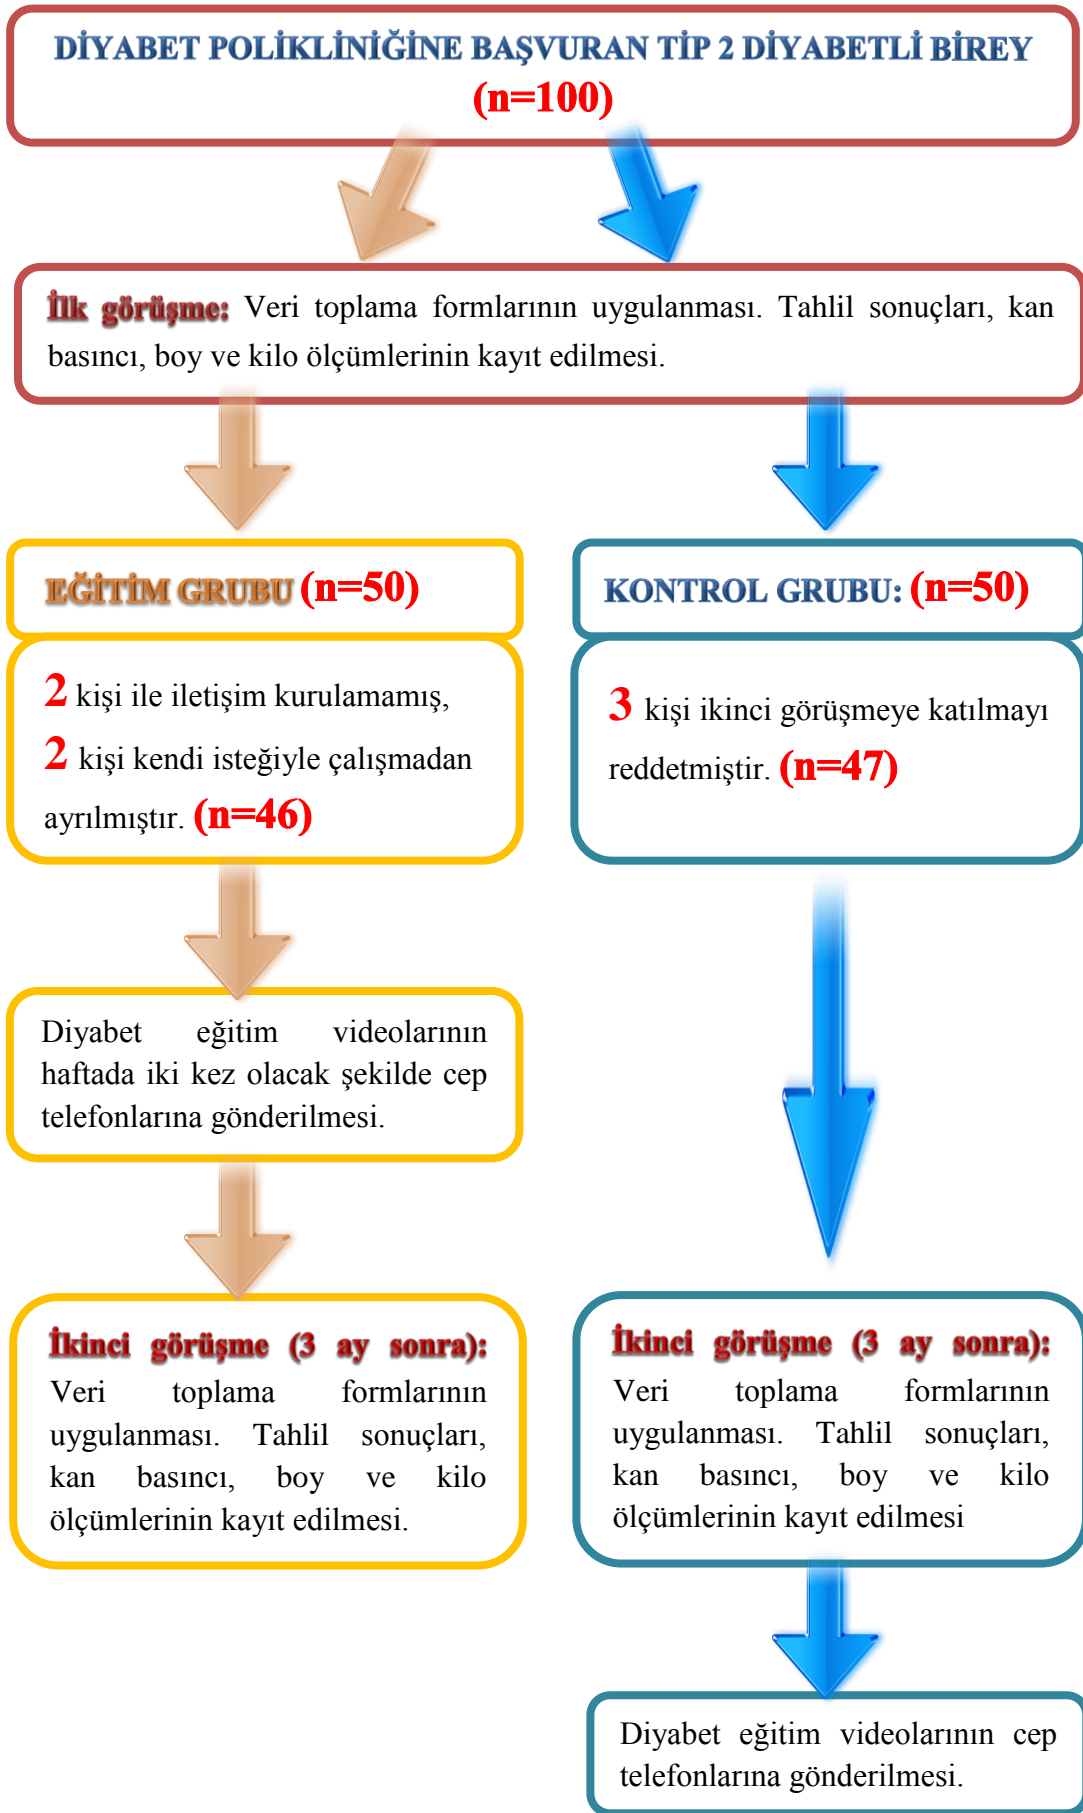 DİYABET POLİKLİNİĞİNE BAŞVURAN TİP 2 DİYABETLİ BİREY
(n=100)
İlk görüşme: Veri toplama formlarının uygulanması. Tahlil sonuçları, kan
basıncı, boy ve kilo ölçümlerinin kayıt edilmesi.
EĞİTİM GRUBU (n=50)
2 kişi ile iletişim kurulamamış,
2 kişi kendi isteğiyle çalışmadan
ayrılmıştır. (n=46)
KONTROL GRUBU: (n=50)
3 kişi ikinci görüşmeye katılmayı
reddetmiştir. (n=47)
Diyabet eğitim videolarının
haftada iki kez olacak şekilde cep
telefonlarına gönderilmesi.
İkinci görüşme (3 ay sonra):
Veri toplama formlarının
uygulanması. Tahlil sonuçları,
kan basıncı, boy ve kilo
ölçümlerinin kayıt edilmesi.
İkinci görüşme (3 ay sonra):
Veri toplama formlarının
uygulanması. Tahlil sonuçları,
kan basıncı, boy ve kilo
ölçümlerinin kayıt edilmesi
Diyabet eğitim videolarının cep
telefonlarına gönderilmesi.